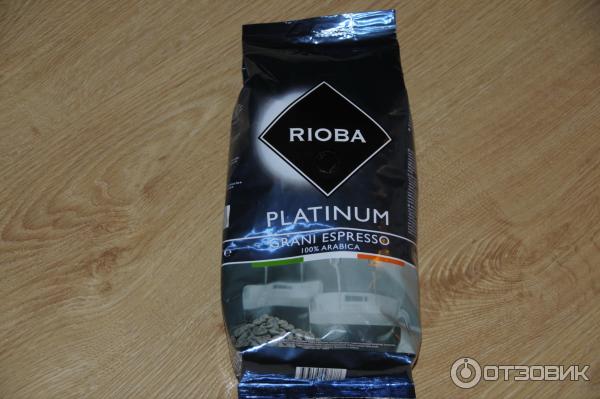 RIOBA
PLATINUM
GRANI ESPRESSO
100% ARABICA
ОТЗОВИК